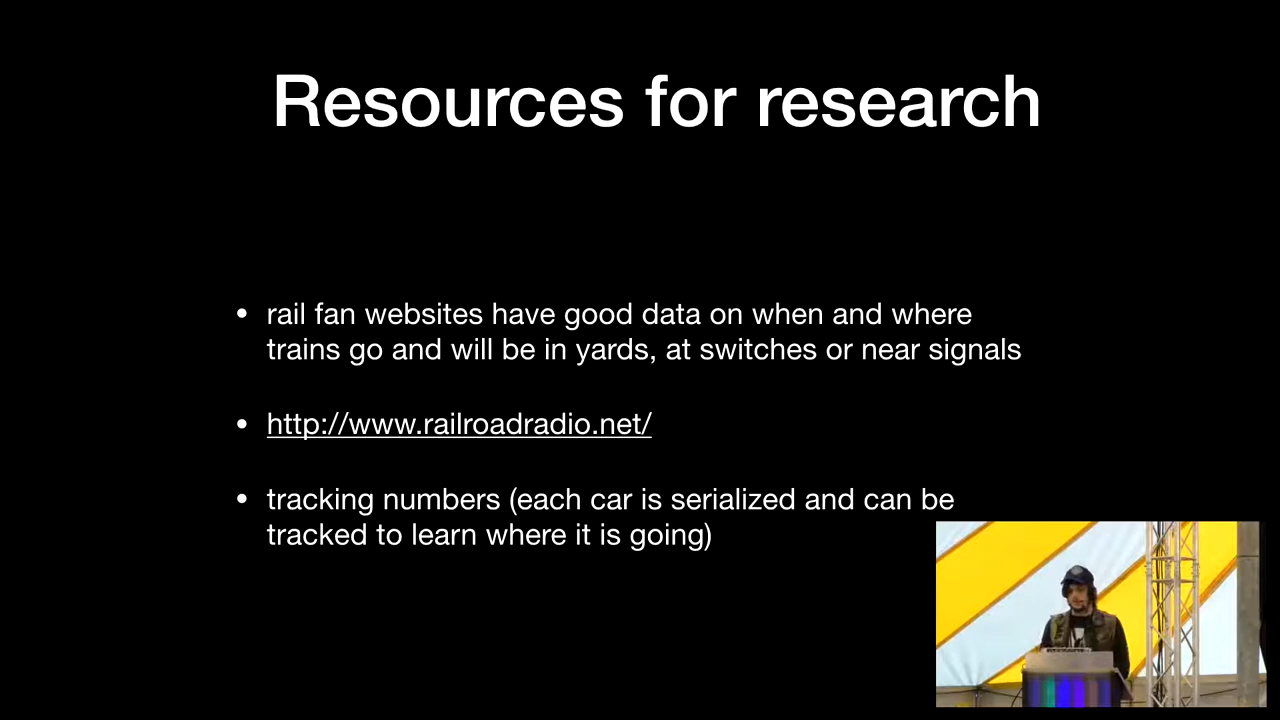 Resources for research
• rail fan websites have good data on when and where
trains go and will be in yards, at switches or near signals
• http://www.railroadradio.net/
• tracking numbers (each car is serialized and can be
tracked to learn where it is going)